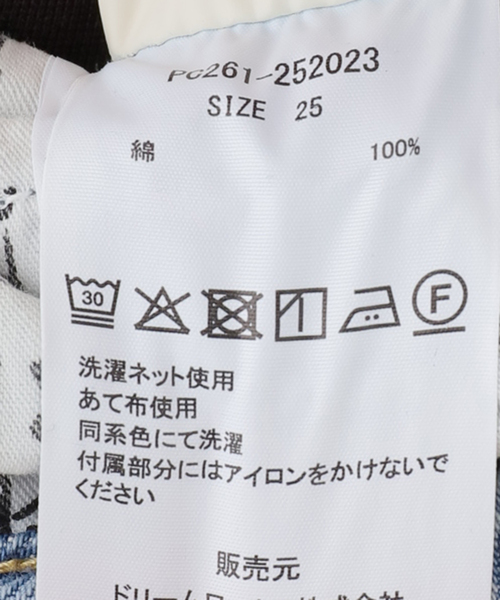 PC261-252023
SIZE 25
綿 100%
30
F
洗濯ネット使用
あて布使用
同系色にて洗濯
付属部分にはアイロンをかけないで
ください
販売元